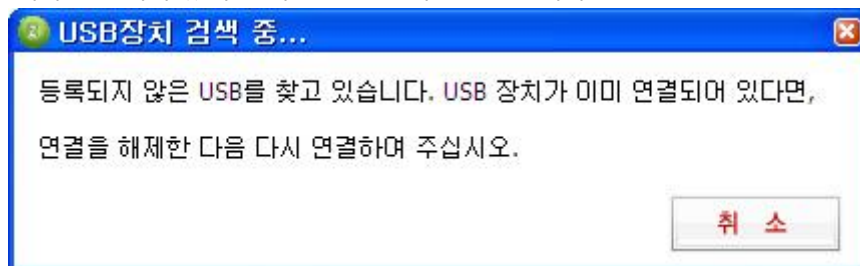 USB장치 검색 중...
등록되지 않은 USB를 찾고 있습니다. USB 장치가 이미 연결되어 있다면,
연결을 해제한 다음 다시 연결하여 주십시오.
취 소